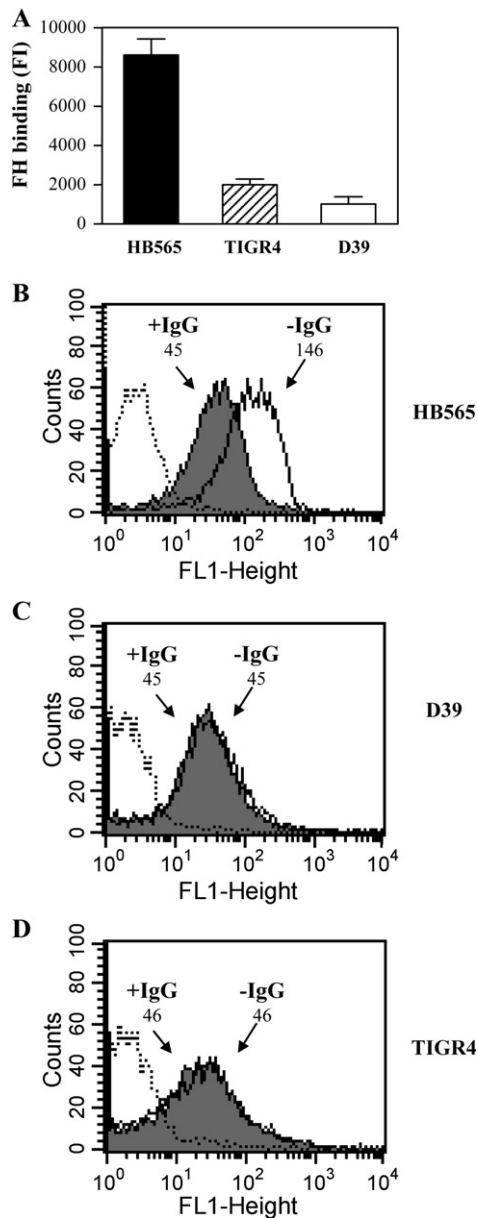 A
FH binding (FI)
10000
8000
6000
4000
2000
0
HB565 TIGR4 D39
B
Counts
100
80
60
40
20
0
+IgG -IgG
45 146
10^0 10^1 10^2 10^3 10^4
FL1-Height
HB565
C
Counts
100
80
60
40
20
0
+IgG -IgG
45 45
10^0 10^1 10^2 10^3 10^4
FL1-Height
D39
D
Counts
100
80
60
40
20
0
+IgG -IgG
46 46
10^0 10^1 10^2 10^3 10^4
FL1-Height
TIGR4